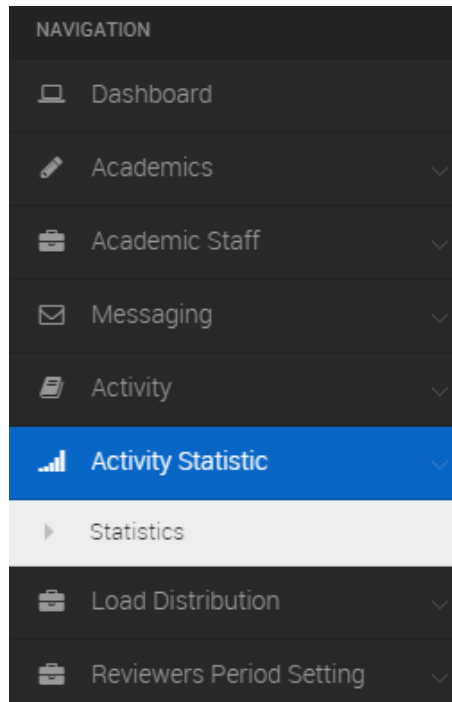 NAVIGATION
Dashboard
Academics
Academic Staff
Messaging
Activity
Activity Statistic
Statistics
Load Distribution
Reviewers Period Setting